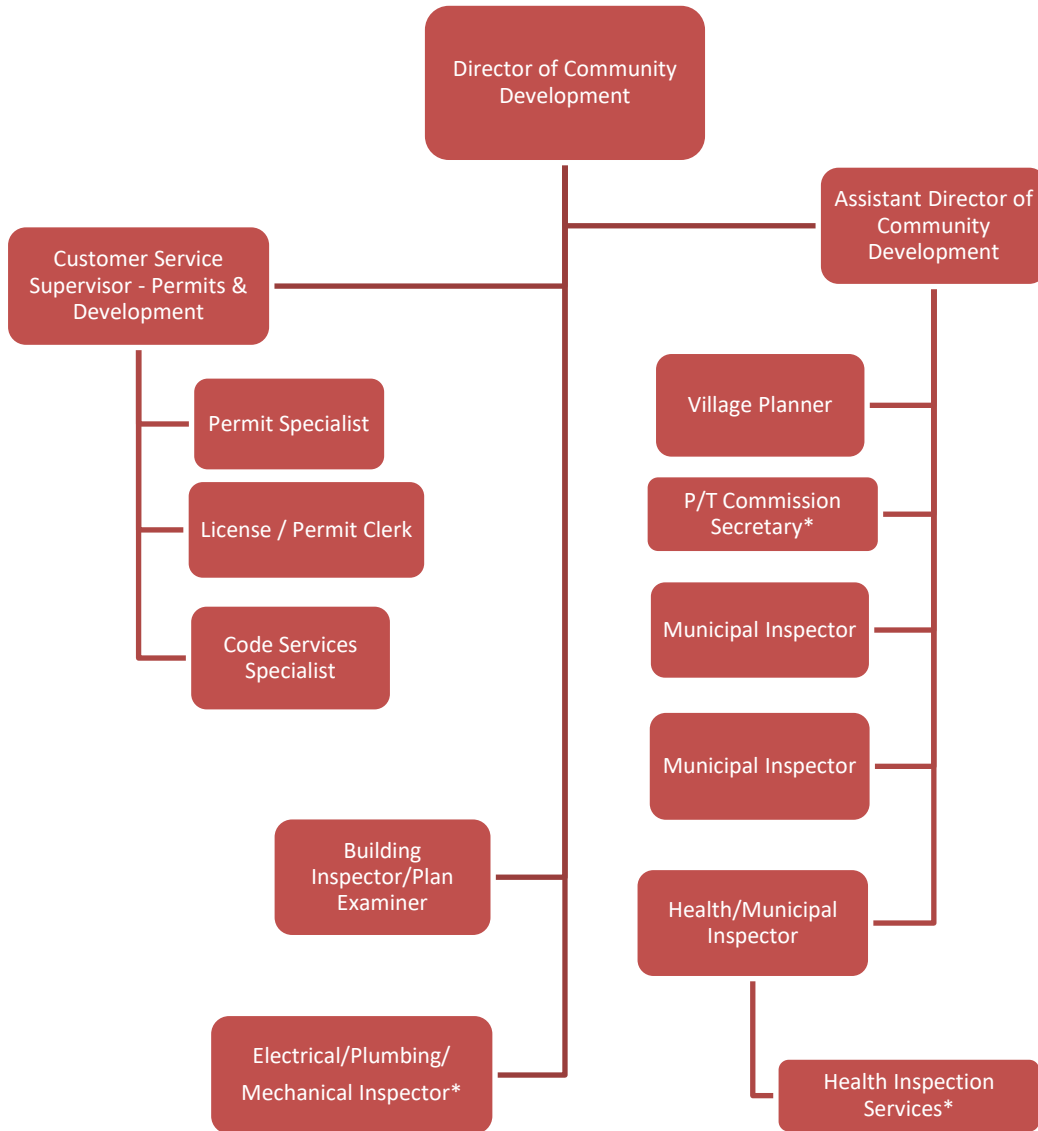 Director of Community
Development
Assistant Director of
Community
Development
Customer Service
Supervisor - Permits &
Development
Permit Specialist
License / Permit Clerk
Code Services
Specialist
Village Planner
P/T Commission
Secretary*
Municipal Inspector
Municipal Inspector
Building
Inspector/Plan
Examiner
Health/Municipal
Inspector
Electrical/Plumbing/
Mechanical Inspector*
Health Inspection
Services*